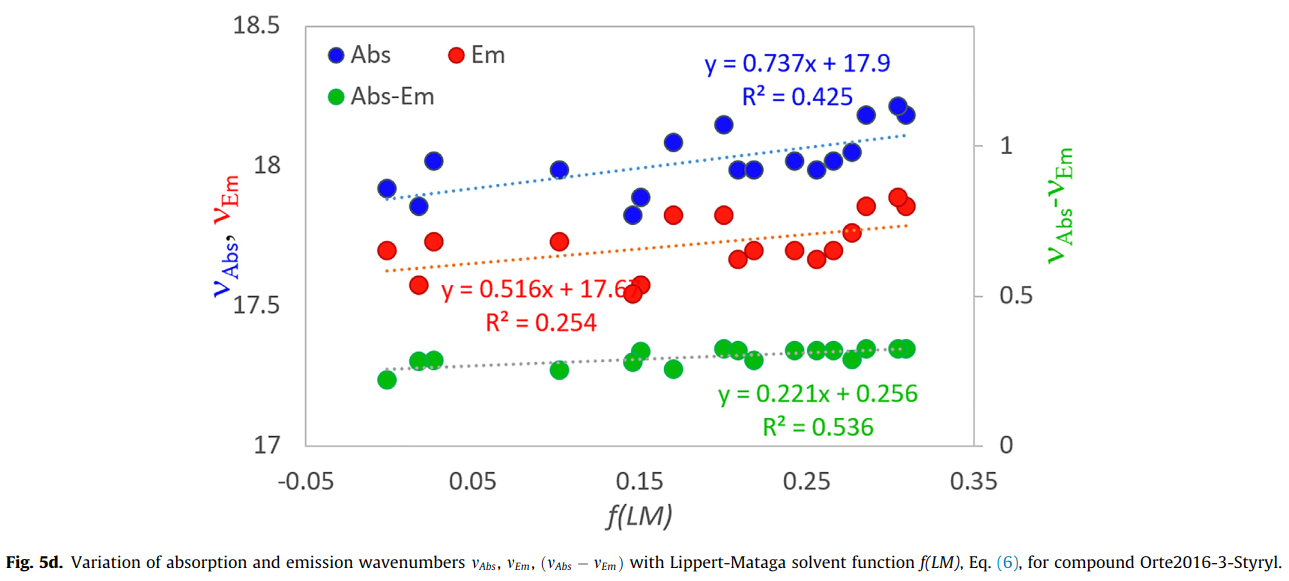 18.5
Abs
Em
Abs-Em
y = 0.737x + 17.9
R² = 0.425
18
1
νAbs, νEm
νAbs-νEm
y = 0.516x + 17.6
R² = 0.254
17.5
0.5
y = 0.221x + 0.256
R² = 0.536
17
0
-0.05
0.05
0.15
0.25
0.35
f(LM)
Fig. 5d. Variation of absorption and emission wavenumbers νAbs, νEm, (νAbs − νEm) with Lippert-Mataga solvent function f(LM), Eq. (6), for compound Orte2016-3-Styryl.